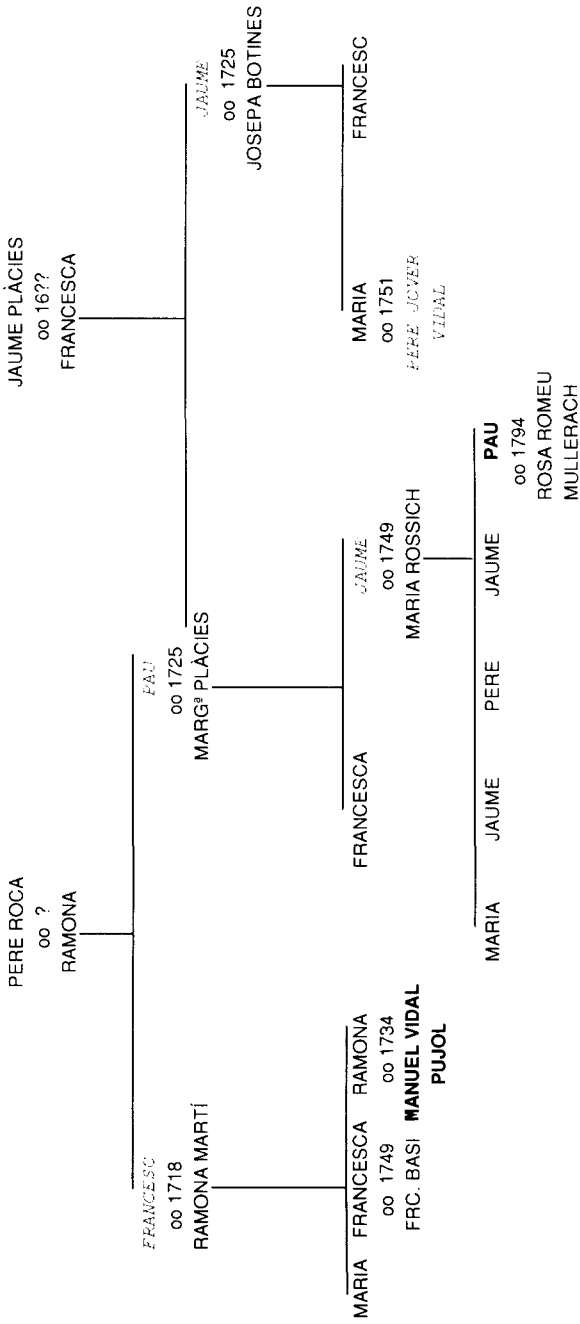 PERE ROCA
oo ?
RAMONA
JAUME PLÀCIES
oo 16??
FRANCESCA
FRANCESC
oo 1718
RAMONA MARTÍ
PAU
oo 1725
MARGª PLÀCIES
JAUME
oo 1725
JOSEPA BOTINES
MARIA
FRANCESCA
oo 1749
FRC. BASI
RAMONA
oo 1734
MANUEL VIDAL
PUJOL
FRANCESCA
JAUME
oo 1749
MARIA ROSSICH
MARIA
oo 1751
PERE JOVER
VIDAL
FRANCESC
MARIA
JAUME
PERE
JAUME
PAU
oo 1794
ROSA ROMEU
MULLERACH